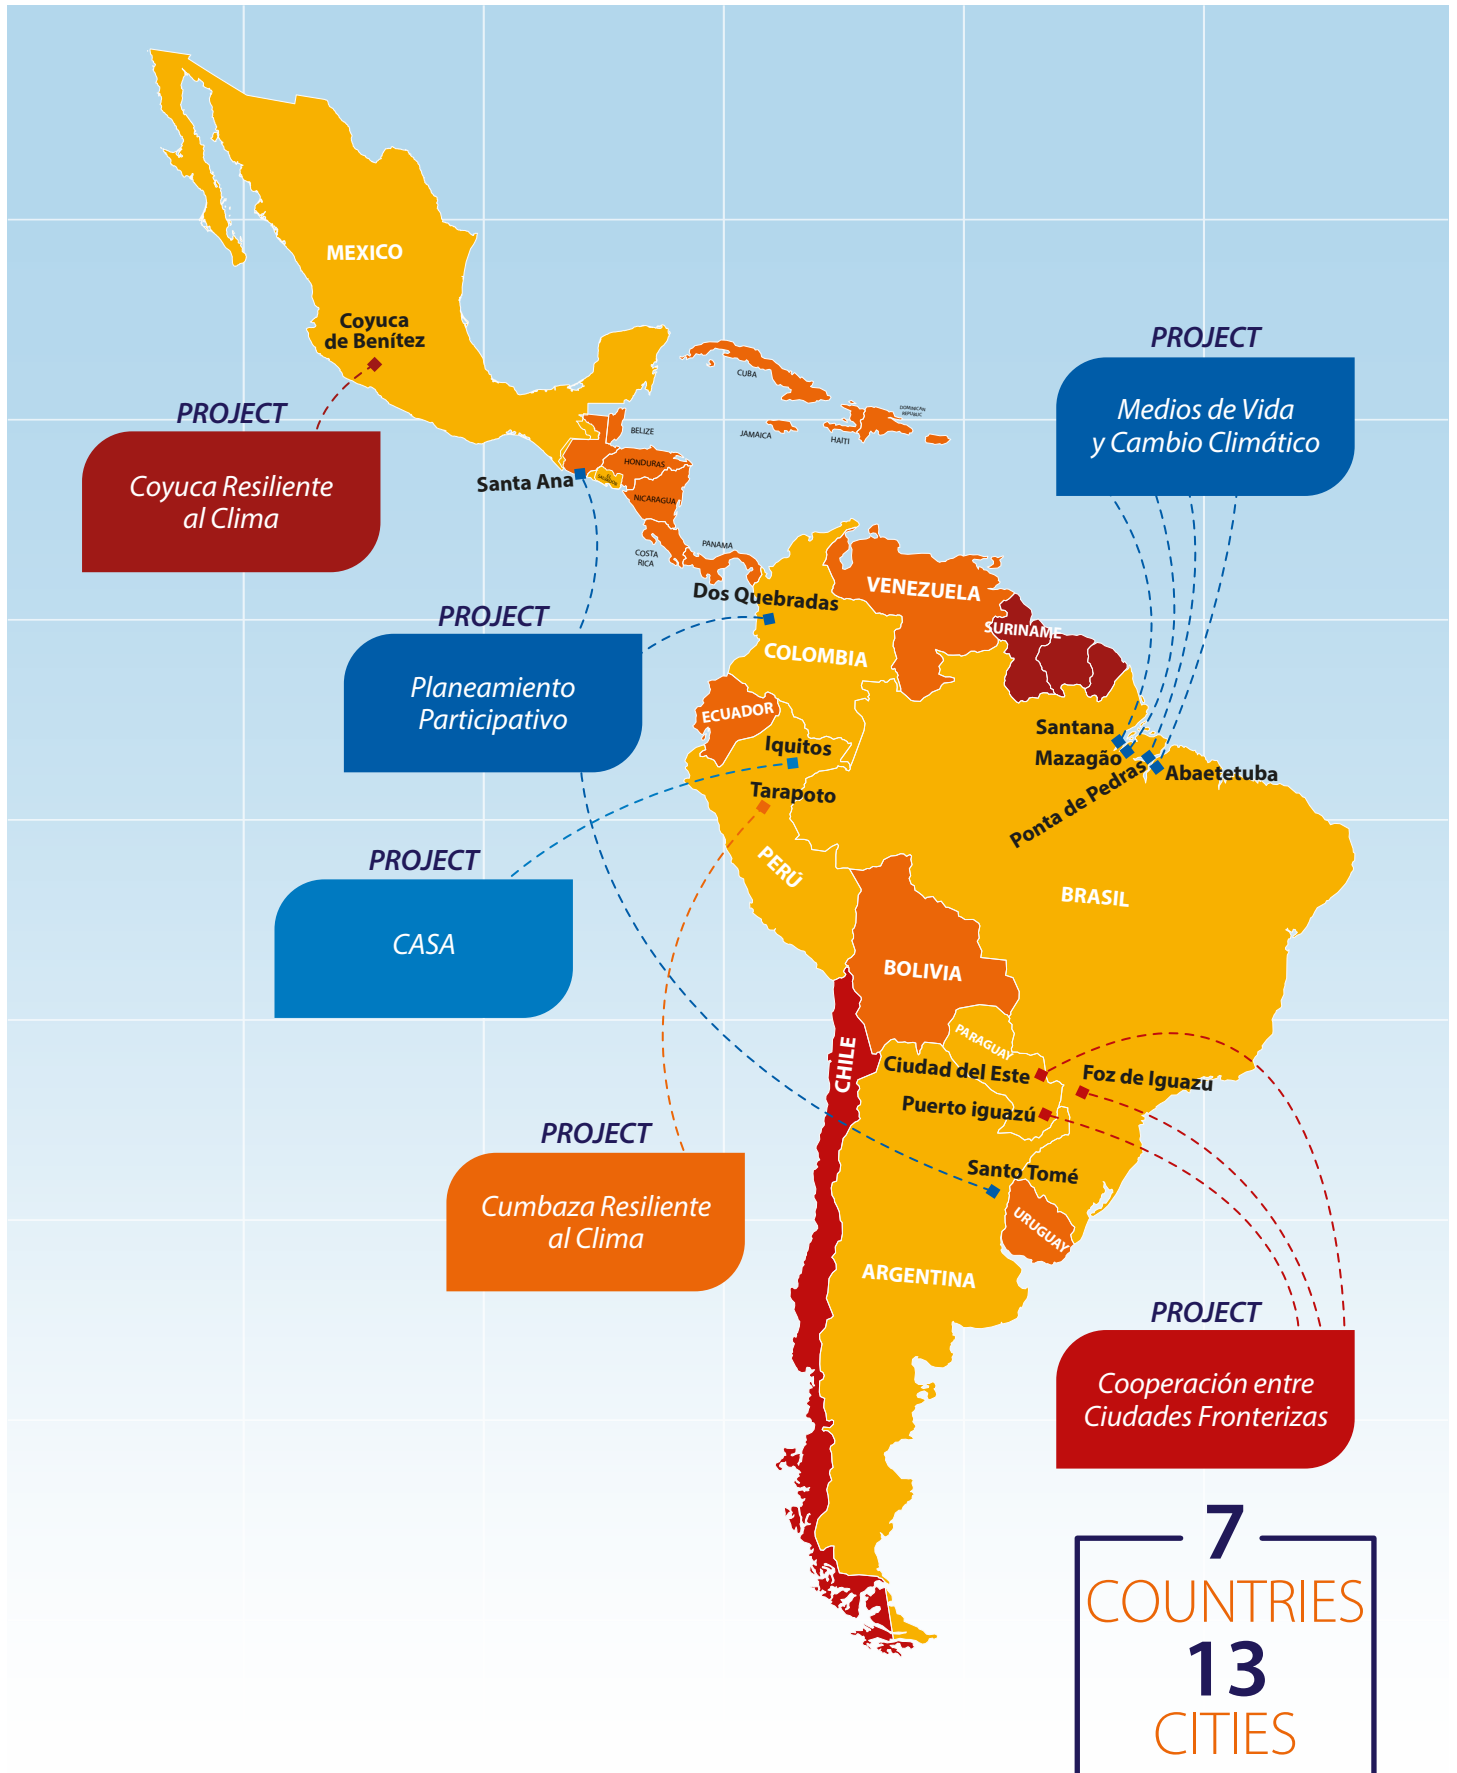 MEXICO
Coyuca
de Benítez
PROJECT
Coyuca Resiliente
al Clima
CUBA
DOMINICAN
REPUBLIC
JAMAICA
HAITI
BELIZE
HONDURAS
NICARAGUA
Santa Ana
COSTA
RICA
PANAMA
PROJECT
Medios de Vida
y Cambio Climático
PROJECT
Planeamiento
Participativo
Dos Quebradas
VENEZUELA
SURINAME
COLOMBIA
ECUADOR
Iquitos
Tarapoto
Santana
Mazagão
Ponta de Pedras
Abaetetuba
PERÚ
BRASIL
PROJECT
CASA
BOLIVIA
PARAGUAY
CHILE
Ciudad del Este
Foz de Iguazú
Puerto iguazú
Santo Tomé
URUGUAY
ARGENTINA
PROJECT
Cumbaza Resiliente
al Clima
PROJECT
Cooperación entre
Ciudades Fronterizas
7
COUNTRIES
13
CITIES